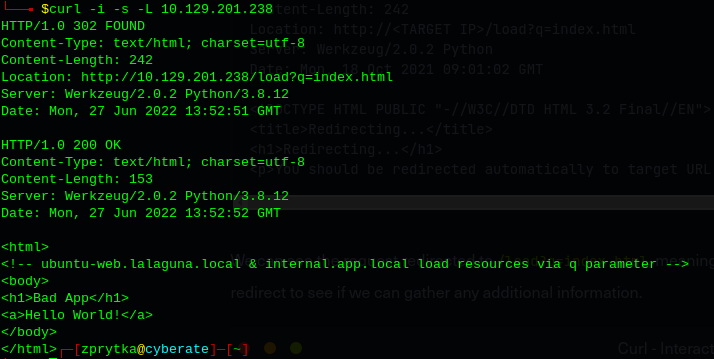 └──╼ $curl -i -s -L 10.129.201.238
HTTP/1.0 302 FOUND
Content-Type: text/html; charset=utf-8
Content-Length: 242
Location: http://10.129.201.238/load?q=index.html
Server: Werkzeug/2.0.2 Python/3.8.12
Date: Mon, 27 Jun 2022 13:52:51 GMT
HTTP/1.0 200 OK
Content-Type: text/html; charset=utf-8
Content-Length: 153
Server: Werkzeug/2.0.2 Python/3.8.12
Date: Mon, 27 Jun 2022 13:52:52 GMT
<html>
<!-- ubuntu-web.lalaguna.local & internal.app.local load resources via q parameter -->
<body>
<h1>Bad App</h1>
<a>Hello World!</a>
</body>
</html>┌─[zprytka@cyberate]─[~]
Content-Length: 242
Location: http://<TARGET IP>/load?q=index.html
Server: Werkzeug/2.0.2 Python
Date: Mon, 18 Oct 2021 09:01:02 GMT
HTML PUBLIC "-//W3C//DTD HTML 3.2 Final//EN">
<title>Redirecting...</title>
<h1>Redirecting...</h1>
<p>You should be redirected automatically to target URL
redirect to see if we can gather any additional information.
Curl - Interact